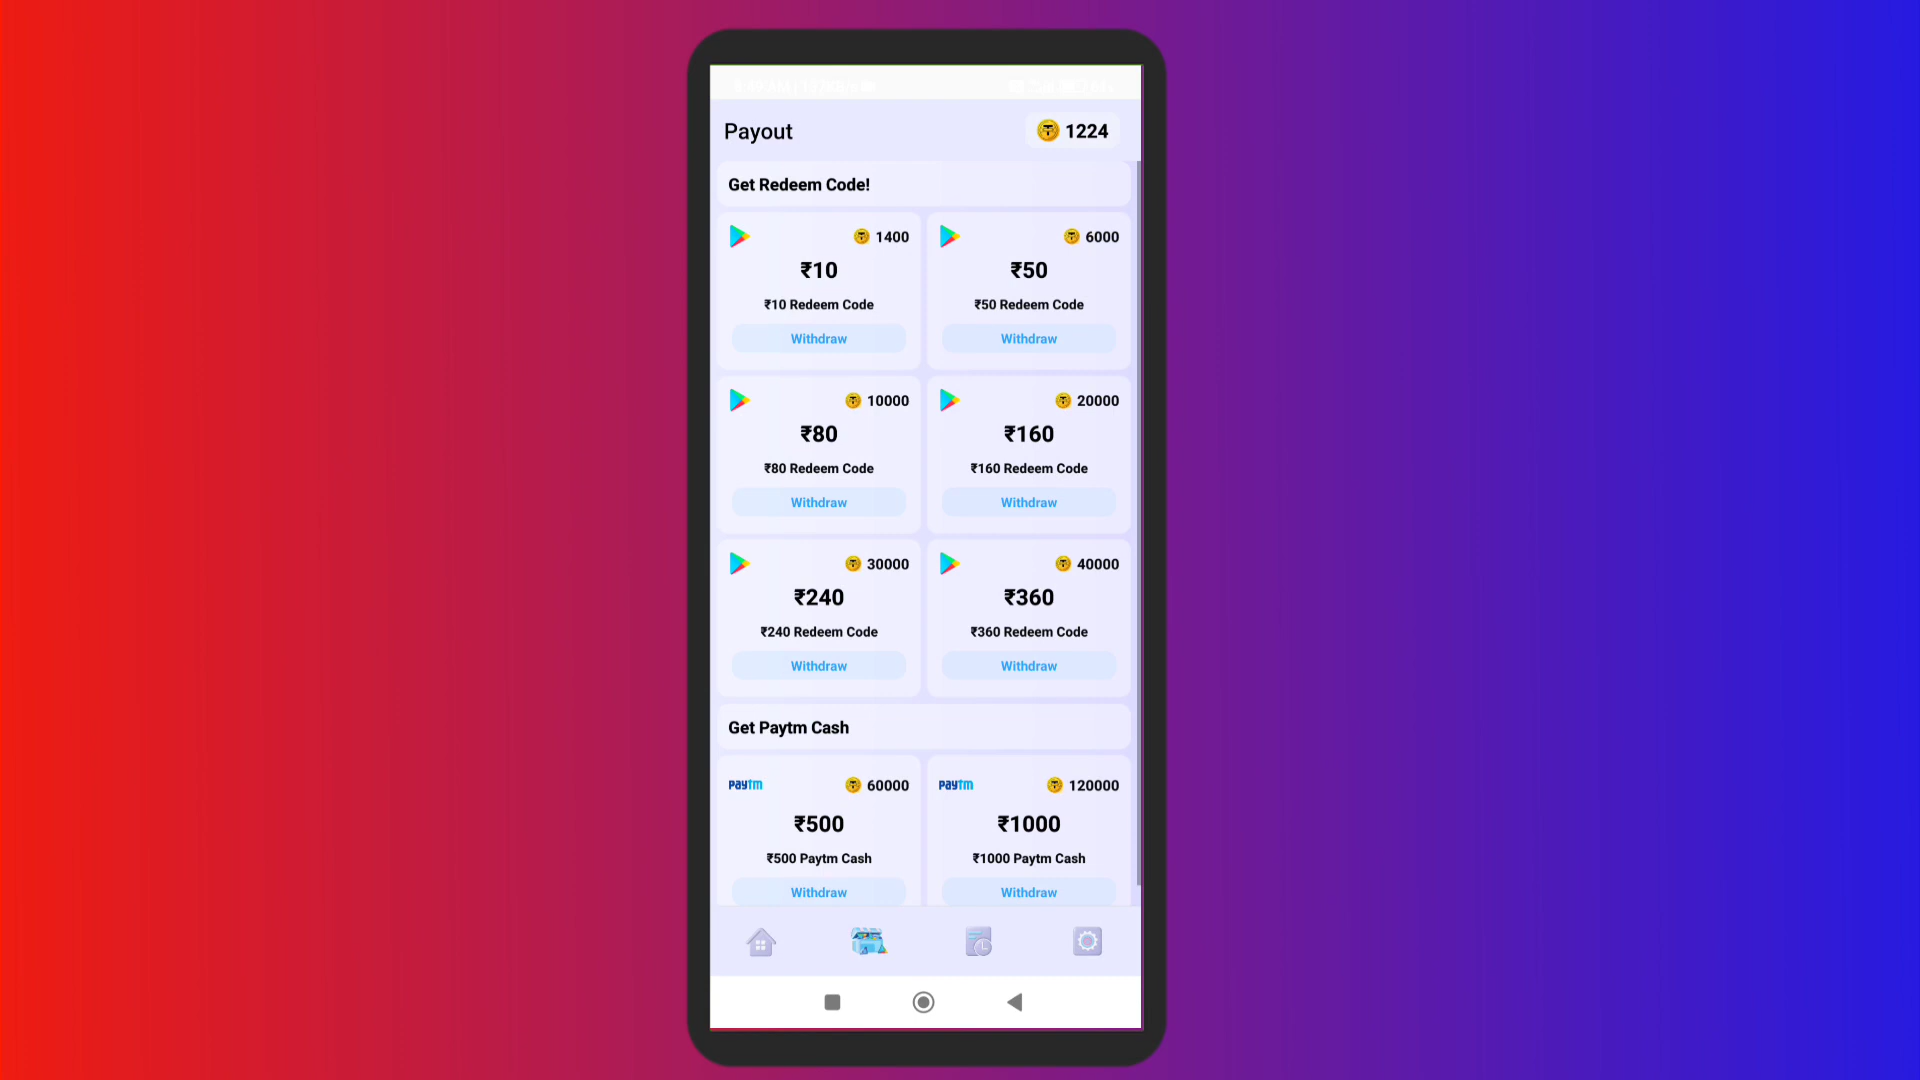 Payout
1224
Get Redeem Code!
1400
6000
₹10
₹50
₹10 Redeem Code
₹50 Redeem Code
Withdraw
Withdraw
10000
20000
₹80
₹160
₹80 Redeem Code
₹160 Redeem Code
Withdraw
Withdraw
30000
40000
₹240
₹360
₹240 Redeem Code
₹360 Redeem Code
Withdraw
Withdraw
Get Paytm Cash
paytm 60000
paytm 120000
₹500
₹1000
₹500 Paytm Cash
₹1000 Paytm Cash
Withdraw
Withdraw